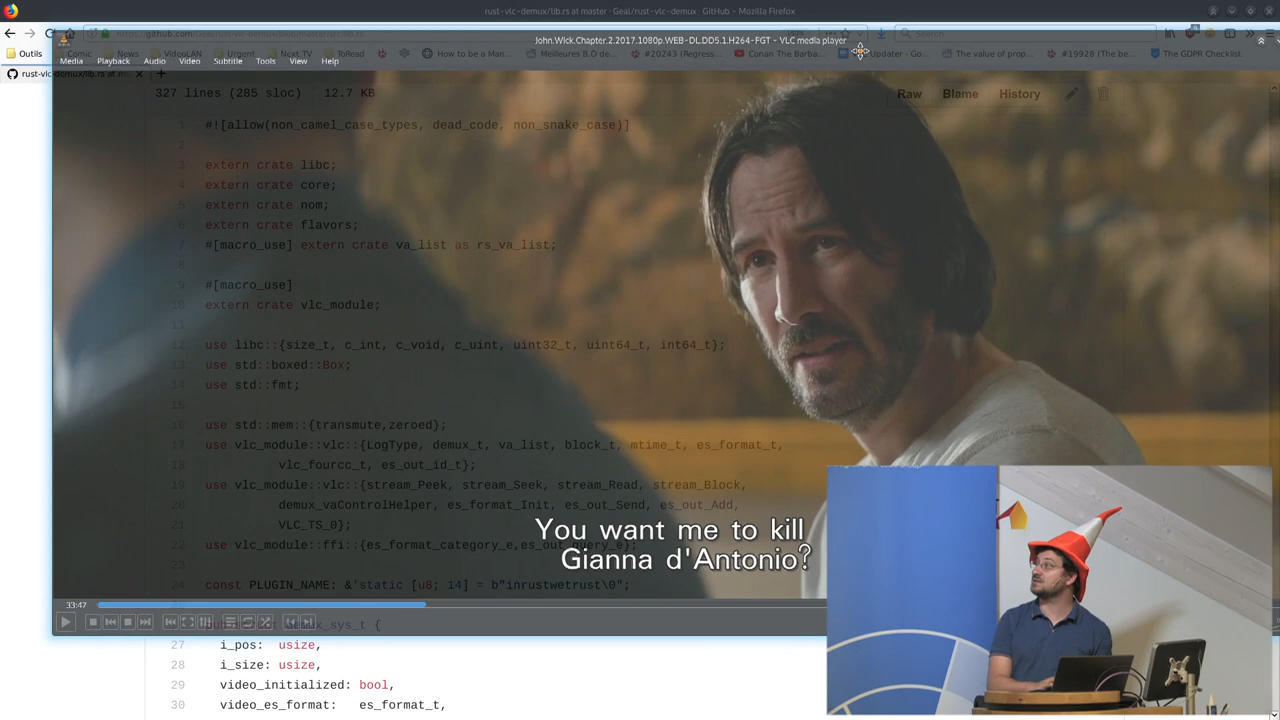 rust-vlc-demux/lib.rs at master · Geal/rust-vlc-demux · GitHub - Mozilla Firefox
Search
John.Wick.Chapter.2.2017.1080p.WEB-DL.DD5.1.H264-FGT - VLC media player
Outils
Media Playback Audio Video Subtitle Tools View Help
rust-vlc-demux/lib.rs at m
327 lines (285 sloc) 12.7 KB
Raw Blame History
1 #![allow(non_camel_case_types, dead_code, non_snake_case)]
2
3 extern crate libc;
4 extern crate core;
5 extern crate nom;
6 extern crate flavors;
7 #[macro_use] extern crate va_list as rs_va_list;
8
9 #[macro_use]
10 extern crate vlc_module;
11
12 use libc::{size_t, c_int, c_void, c_uint, uint32_t, uint64_t, int64_t};
13 use std::boxed::Box;
14 use std::fmt;
15
16 use std::mem::{transmute,zeroed};
17 use vlc_module::vlc::{LogType, demux_t, va_list, block_t, mtime_t, es_format_t,
18 vlc_fourcc_t, es_out_id_t};
19 use vlc_module::vlc::{stream_Peek, stream_Seek, stream_Read, stream_Block,
20 demux_vaControlHelper, es_format_Init, es_out_Send, es_out_Add,
21 VLC_TS_0};
22 use vlc_module::ffi::{es_format_category_e,es_out_query_e};
You want me to kill
Gianna d'Antonio?
24 const PLUGIN_NAME: &'static [u8; 14] = b"inrustwetrust\0";
33:47
demux_sys_t {
27 i_pos: usize,
28 i_size: usize,
29 video_initialized: bool,
30 video_es_format: es_format_t,